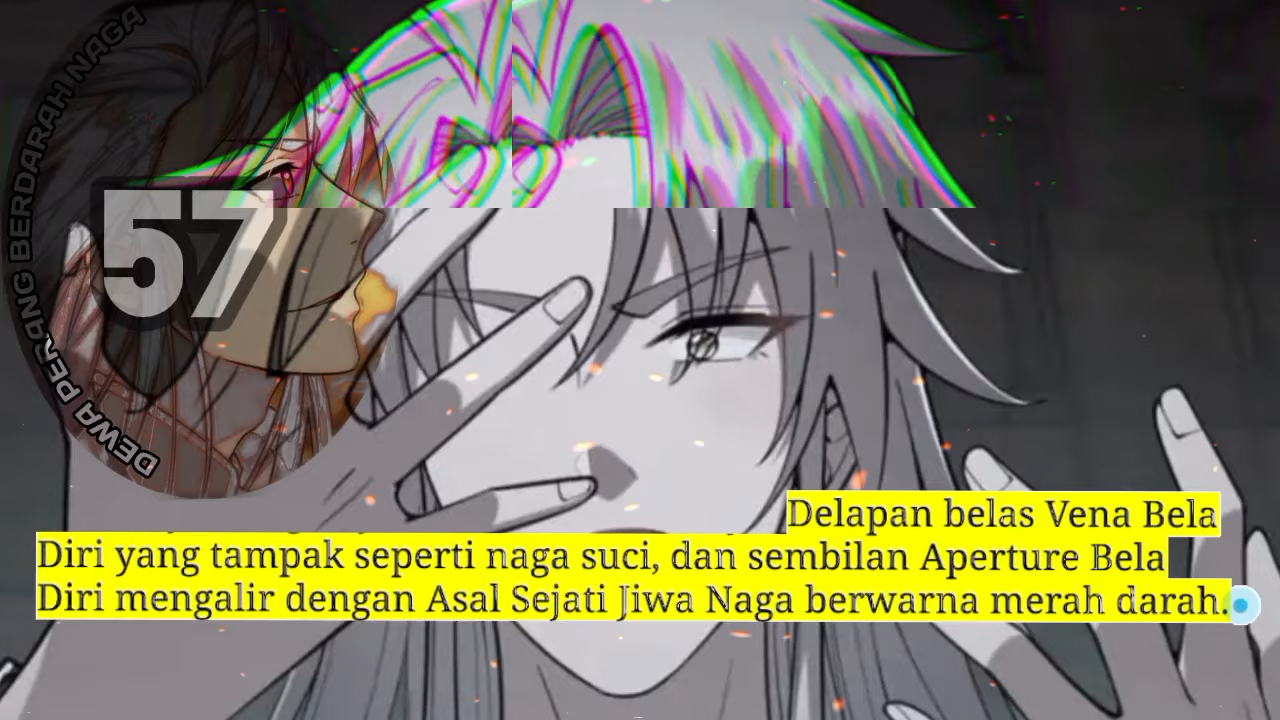 DEWA PERANG BERDARAH NAGA
57
Delapan belas Vena Bela
Diri yang tampak seperti naga suci, dan sembilan Aperture Bela
Diri mengalir dengan Asal Sejati Jiwa Naga berwarna merah darah.